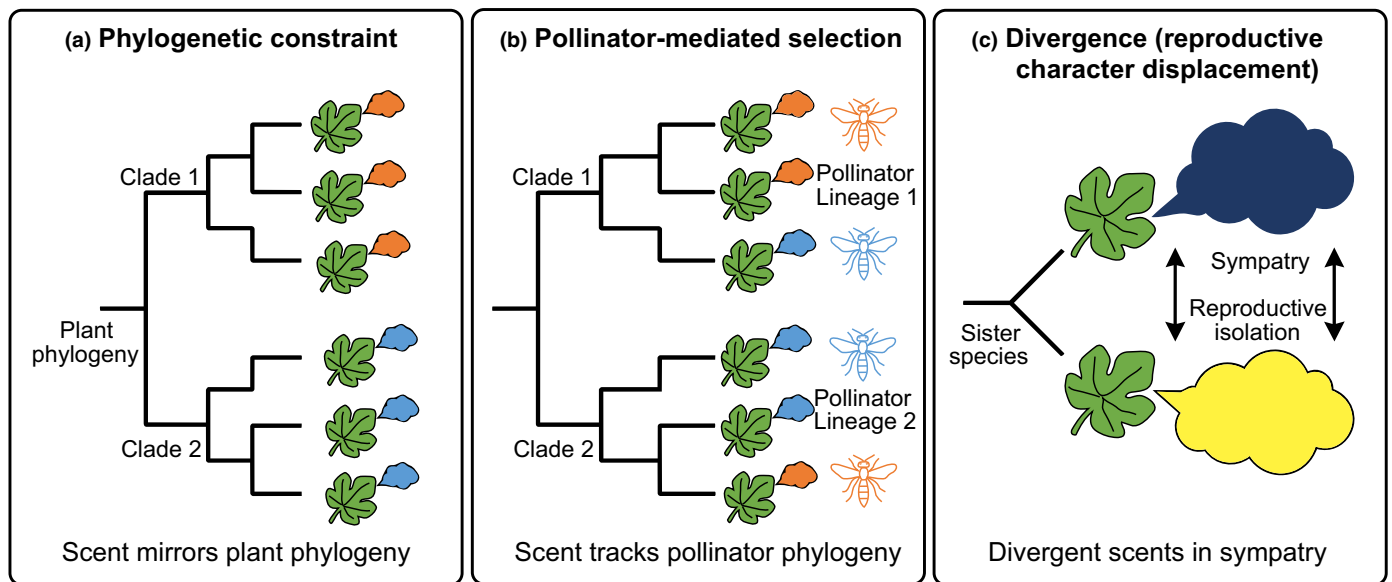 (a) Phylogenetic constraint
Clade 1
Plant
phylogeny
Clade 2
Scent mirrors plant phylogeny
(b) Pollinator-mediated selection
Clade 1
Pollinator
Lineage 1
Pollinator
Lineage 2
Clade 2
Scent tracks pollinator phylogeny
(c) Divergence (reproductive
character displacement)
Sympatry
Reproductive
isolation
Sister
species
Divergent scents in sympatry